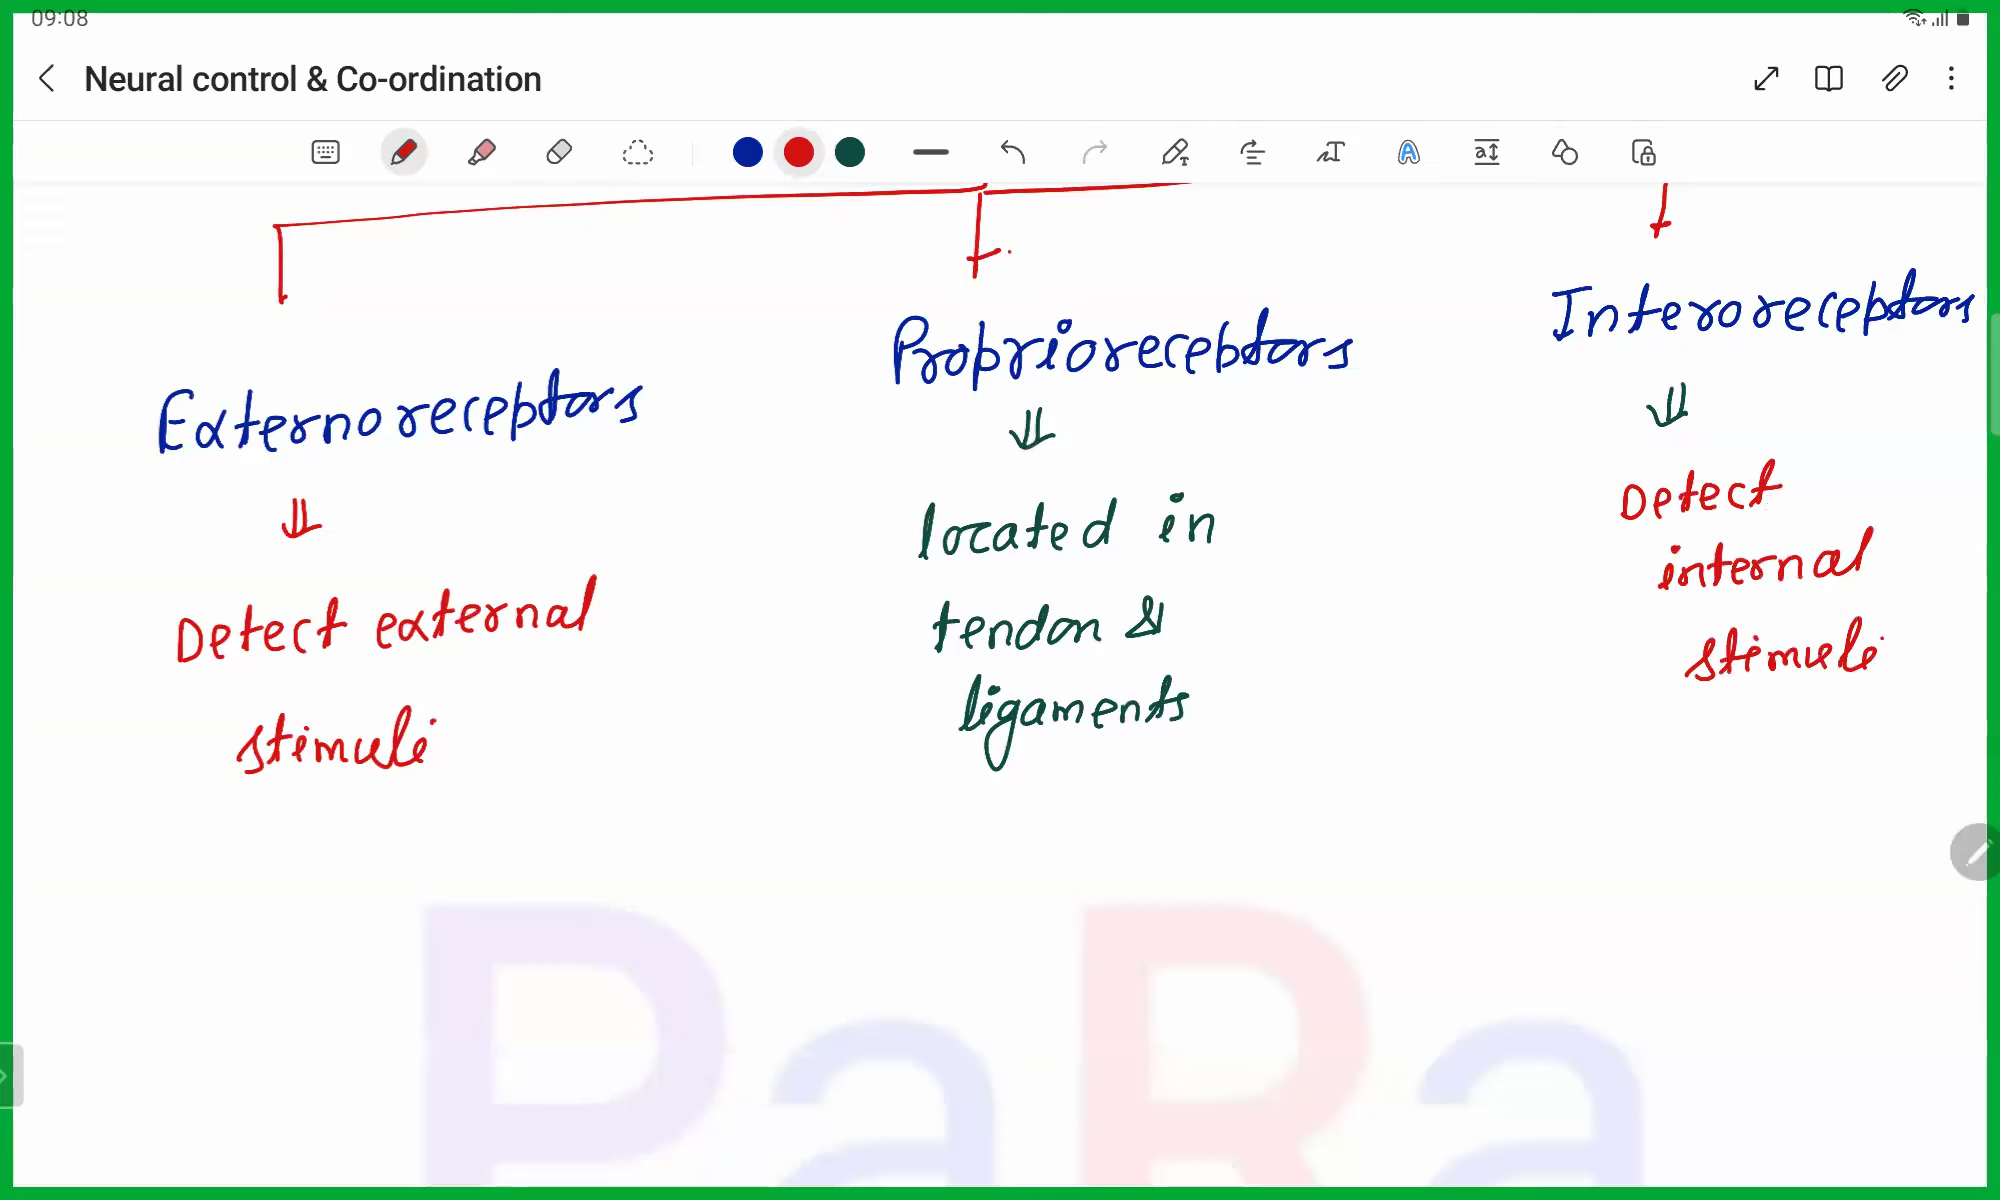 09:08
Neural control & Co-ordination
Externoreceptors
Detect external
stimuli
Proprioreceptors
located in
tendon &
ligaments
Interoreceptors
Detect
internal
stimuli
PaRa